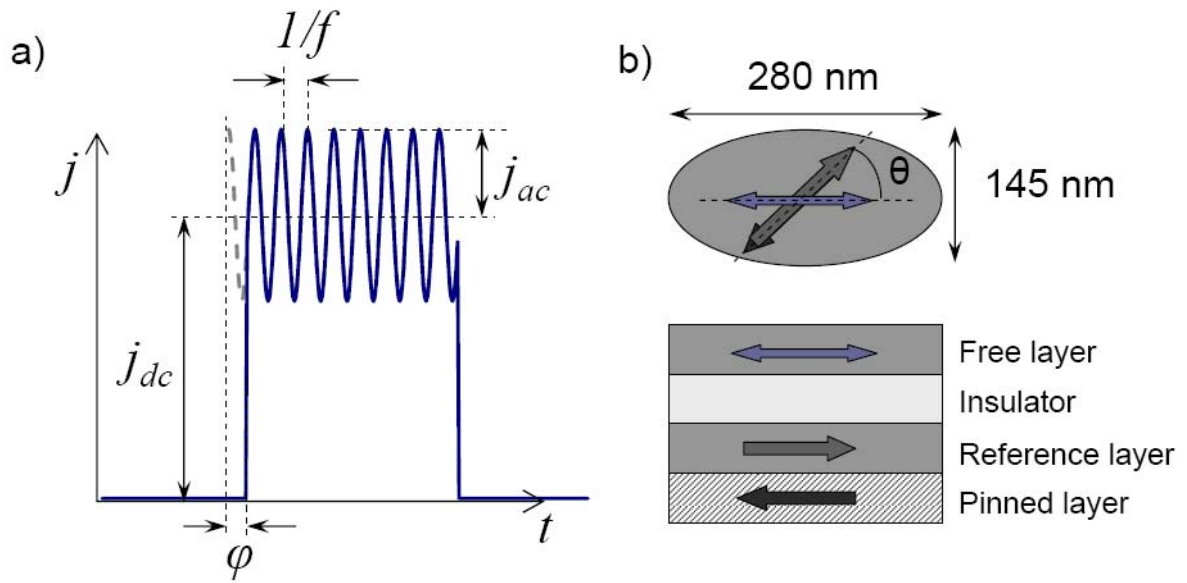 a)
1/f
j
j_ac
j_dc
t
φ
b)
280 nm
θ
145 nm
Free layer
Insulator
Reference layer
Pinned layer